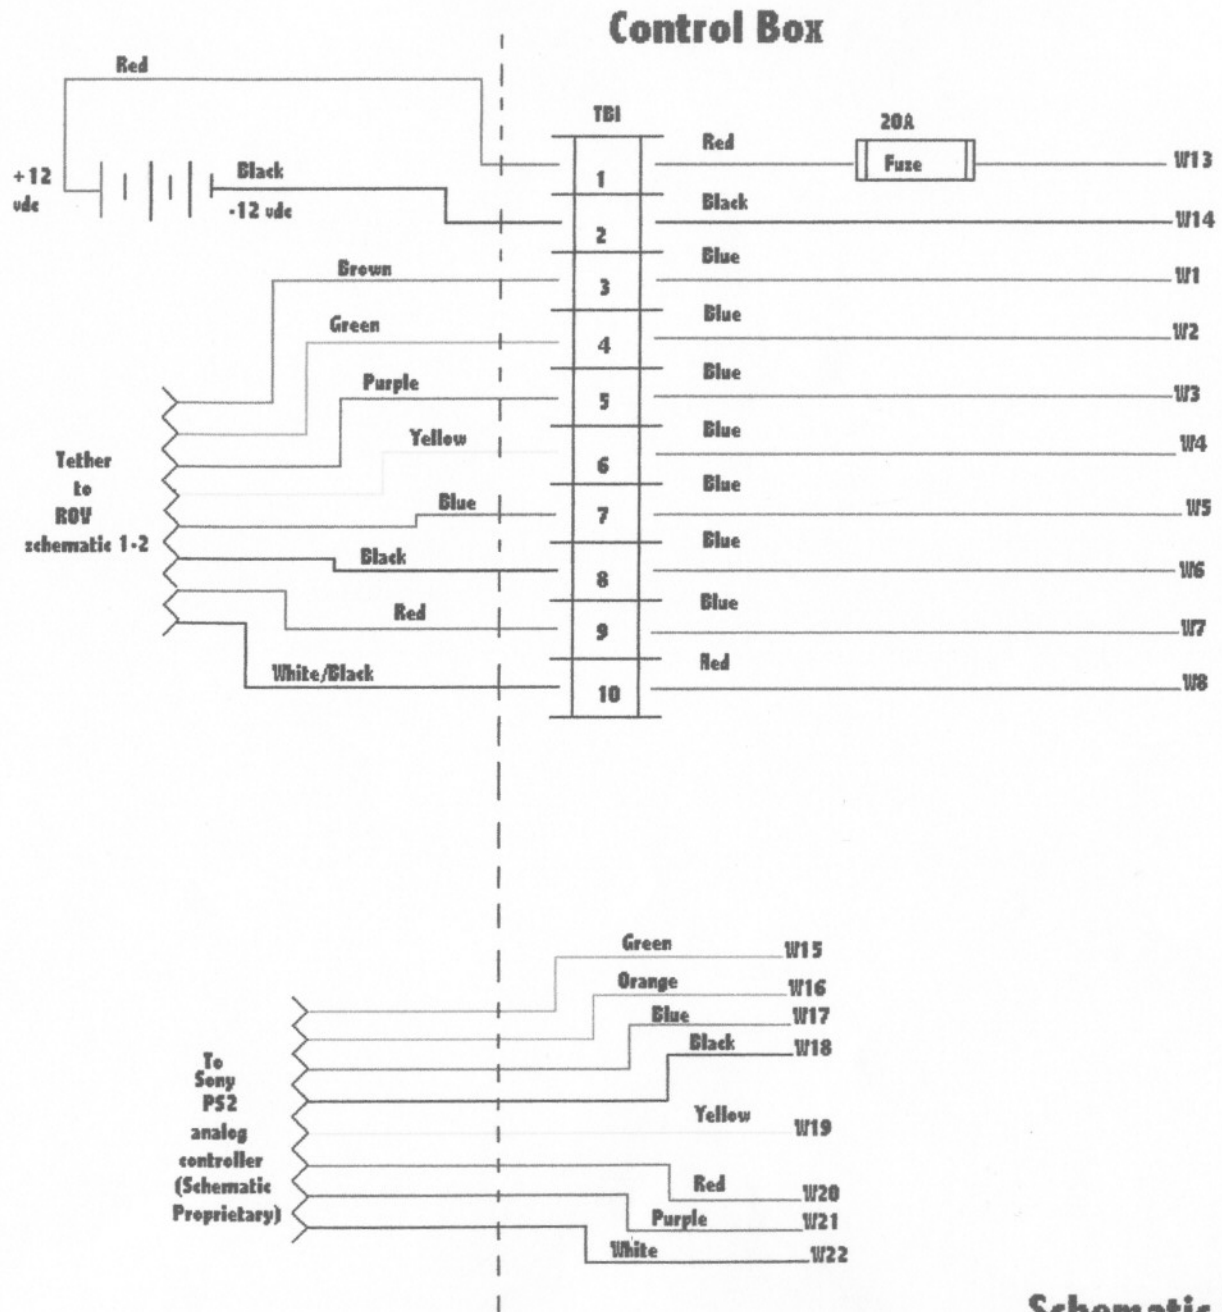 Control Box
Red
TB1
20A
Red
Fuze
W13
+12
vdc
Black
-12 vdc
1
Black
W14
2
Blue
W1
Brown
3
Blue
W2
Green
4
Blue
W3
Purple
5
Blue
W4
Yellow
6
Blue
W5
Blue
7
Blue
W6
Black
8
Blue
W7
Red
9
Red
W8
White/Black
10
Tether
to
ROV
schematic 1-2
Green
W15
Orange
W16
Blue
W17
Black
W18
Yellow
W19
Red
W20
Purple
W21
White
W22
To
Sony
PS2
analog
controller
(Schematic
Proprietary)
Schematic